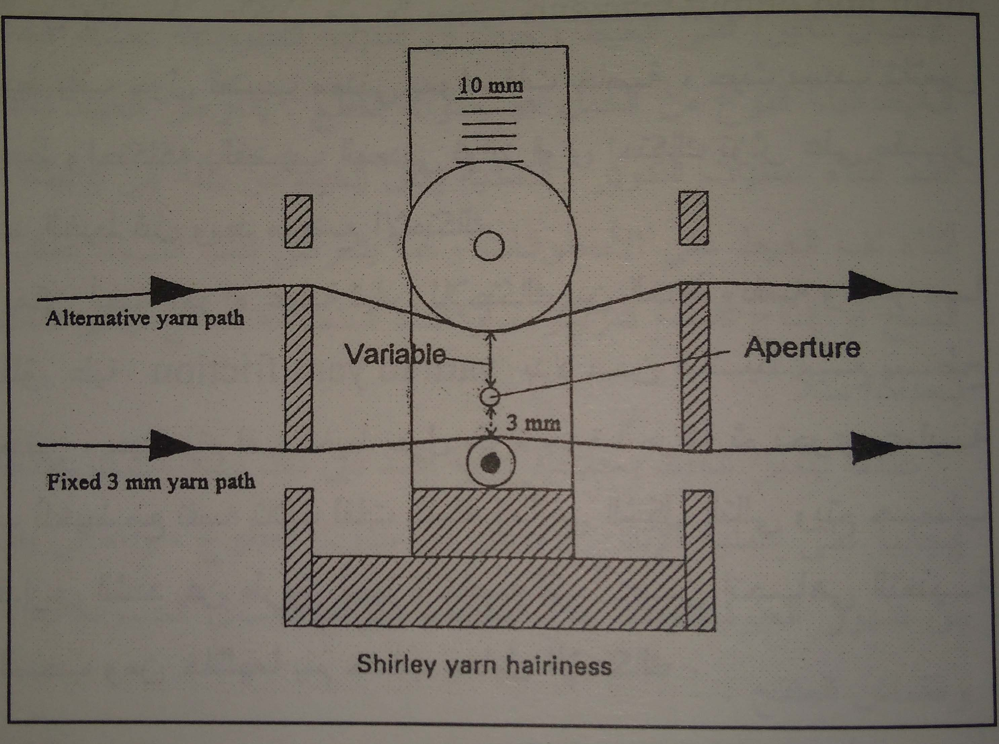 10 mm
Alternative yarn path
Variable
Aperture
3 mm
Fixed 3 mm yarn path
Shirley yarn hairiness